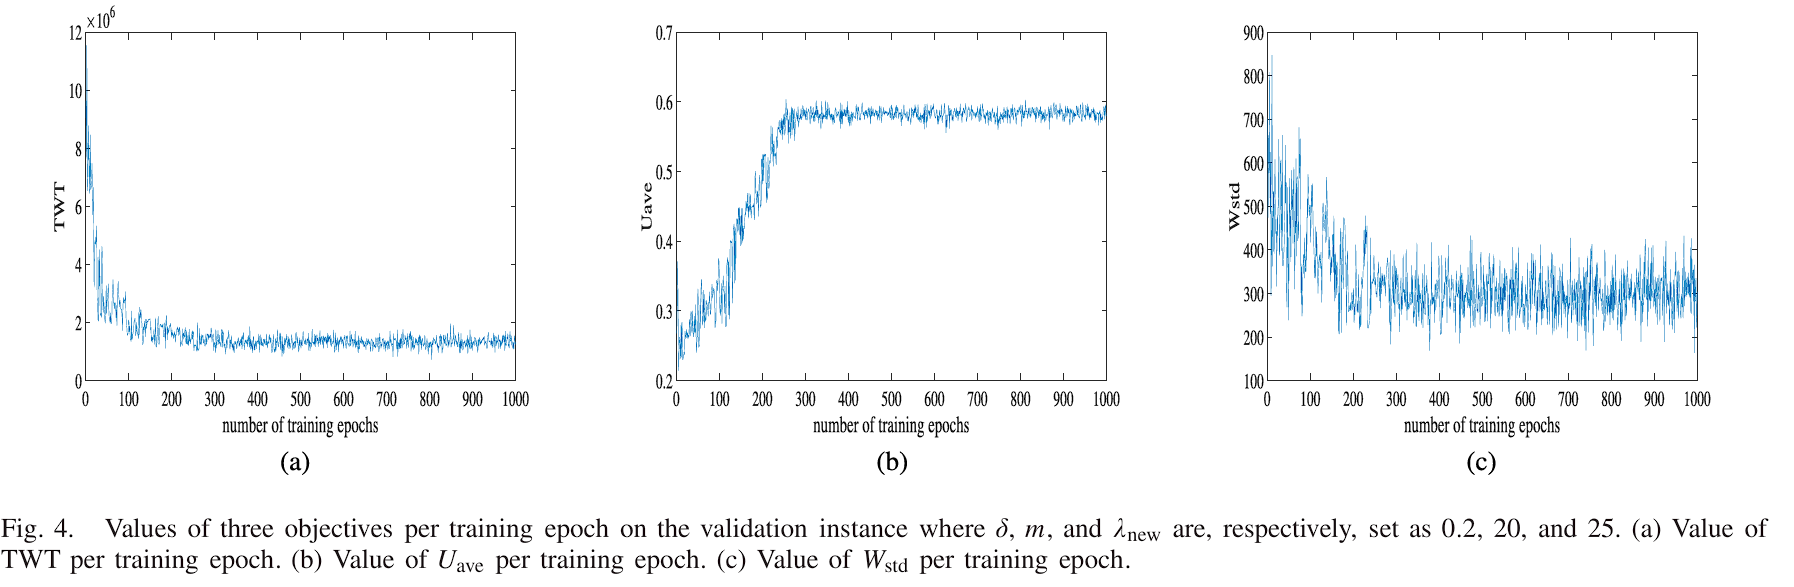 ×10⁶
12
10
8
6
4
2
0
TWT
0 100 200 300 400 500 600 700 800 900 1000
number of training epochs
(a)
0.7
0.6
0.5
0.4
0.3
0.2
Uave
0 100 200 300 400 500 600 700 800 900 1000
number of training epochs
(b)
900
800
700
600
500
400
300
200
100
Wstd
0 100 200 300 400 500 600 700 800 900 1000
number of training epochs
(c)
Fig. 4. Values of three objectives per training epoch on the validation instance where δ, m, and λnew are, respectively, set as 0.2, 20, and 25. (a) Value of
TWT per training epoch. (b) Value of Uave per training epoch. (c) Value of Wstd per training epoch.